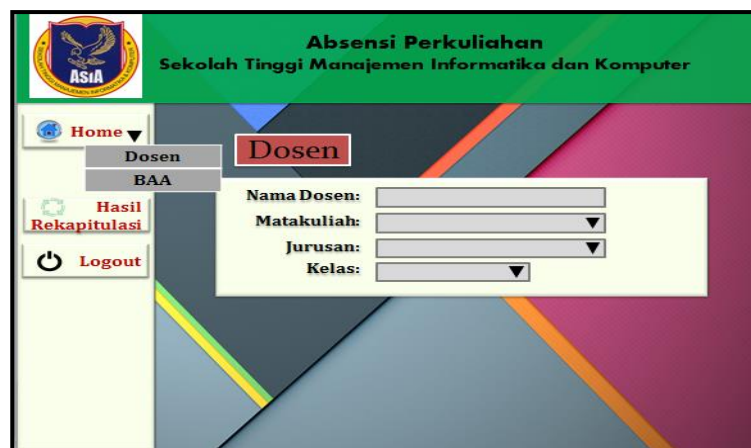 ASIA
Absensi Perkuliahan
Sekolah Tinggi Manajemen Informatika dan Komputer
Home
Dosen
BAA
Hasil
Rekapitulasi
Logout
Dosen
Nama Dosen:
Matakuliah:
Jurusan:
Kelas: